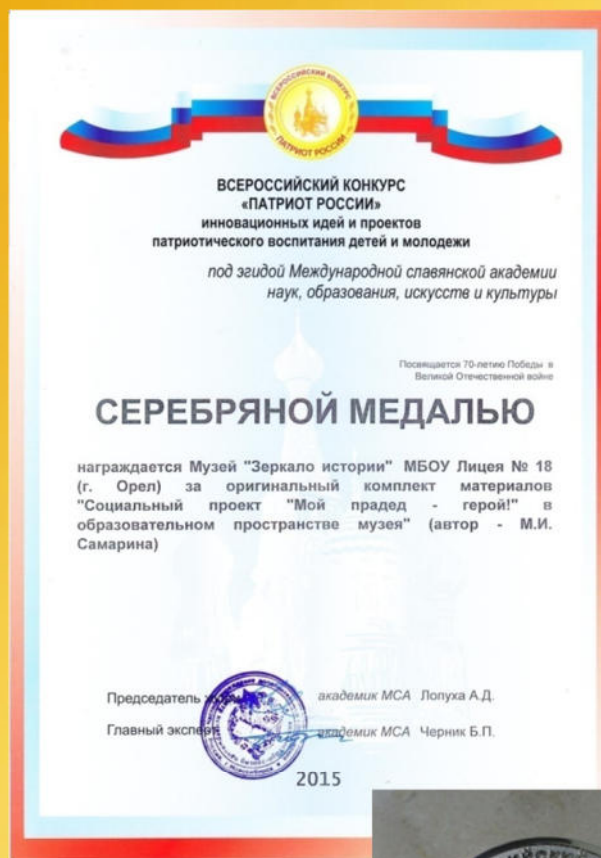 ВСЕРОССИЙСКИЙ КОНКУРС
ПАТРИОТ РОССИИ
ВСЕРОССИЙСКИЙ КОНКУРС
«ПАТРИОТ РОССИИ»
инновационных идей и проектов
патриотического воспитания детей и молодежи
под эгидой Международной славянской академии
наук, образования, искусств и культуры
Посвящается 70-летию Победы в
Великой Отечественной войне
СЕРЕБРЯНОЙ МЕДАЛЬЮ
награждается Музей "Зеркало истории" МБОУ Лицея № 18
(г. Орел) за оригинальный комплект материалов
"Социальный проект "Мой прадед - герой!" в
образовательном пространстве музея" (автор - М.И.
Самарина)
Председатель академик МСА Лопуха А.Д.
Главный эксперт академик МСА Черник Б.П.
2015